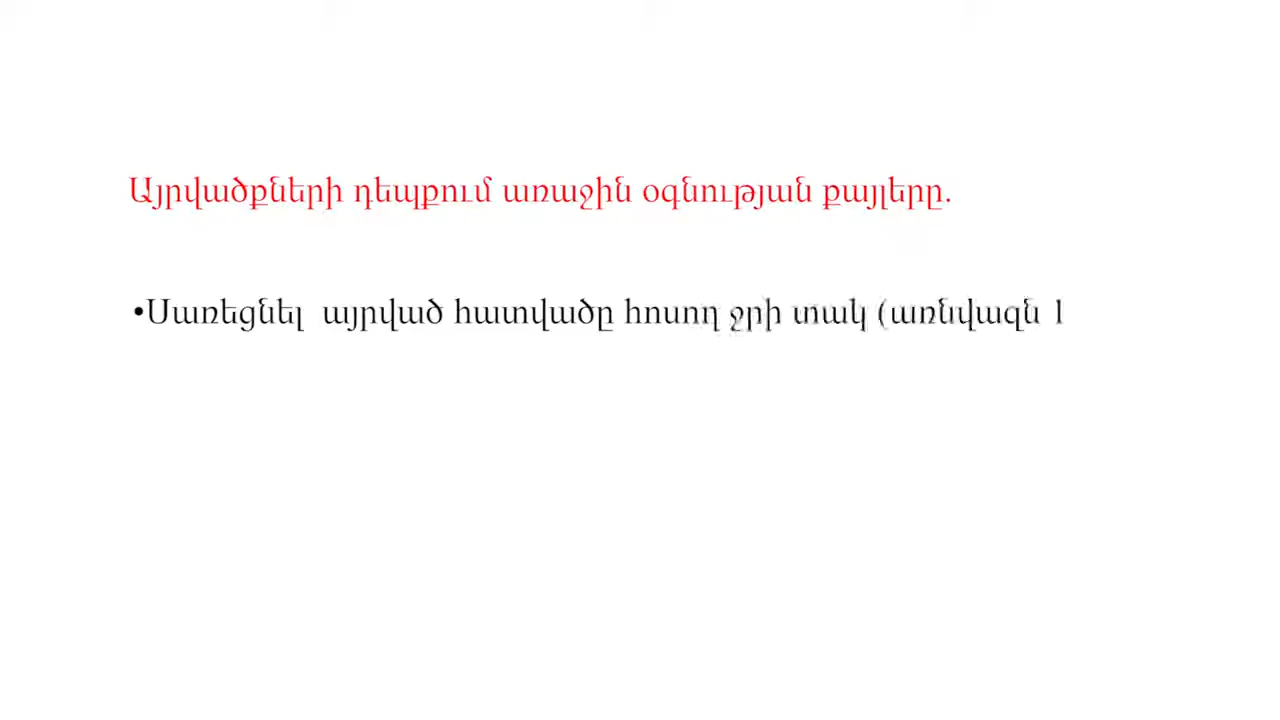 Այրվածքների դեպքում առաջին օգնության քայլերը.
•Սառեցնել այրված հատվածը հոսող ջրի տակ (առնվազն 1